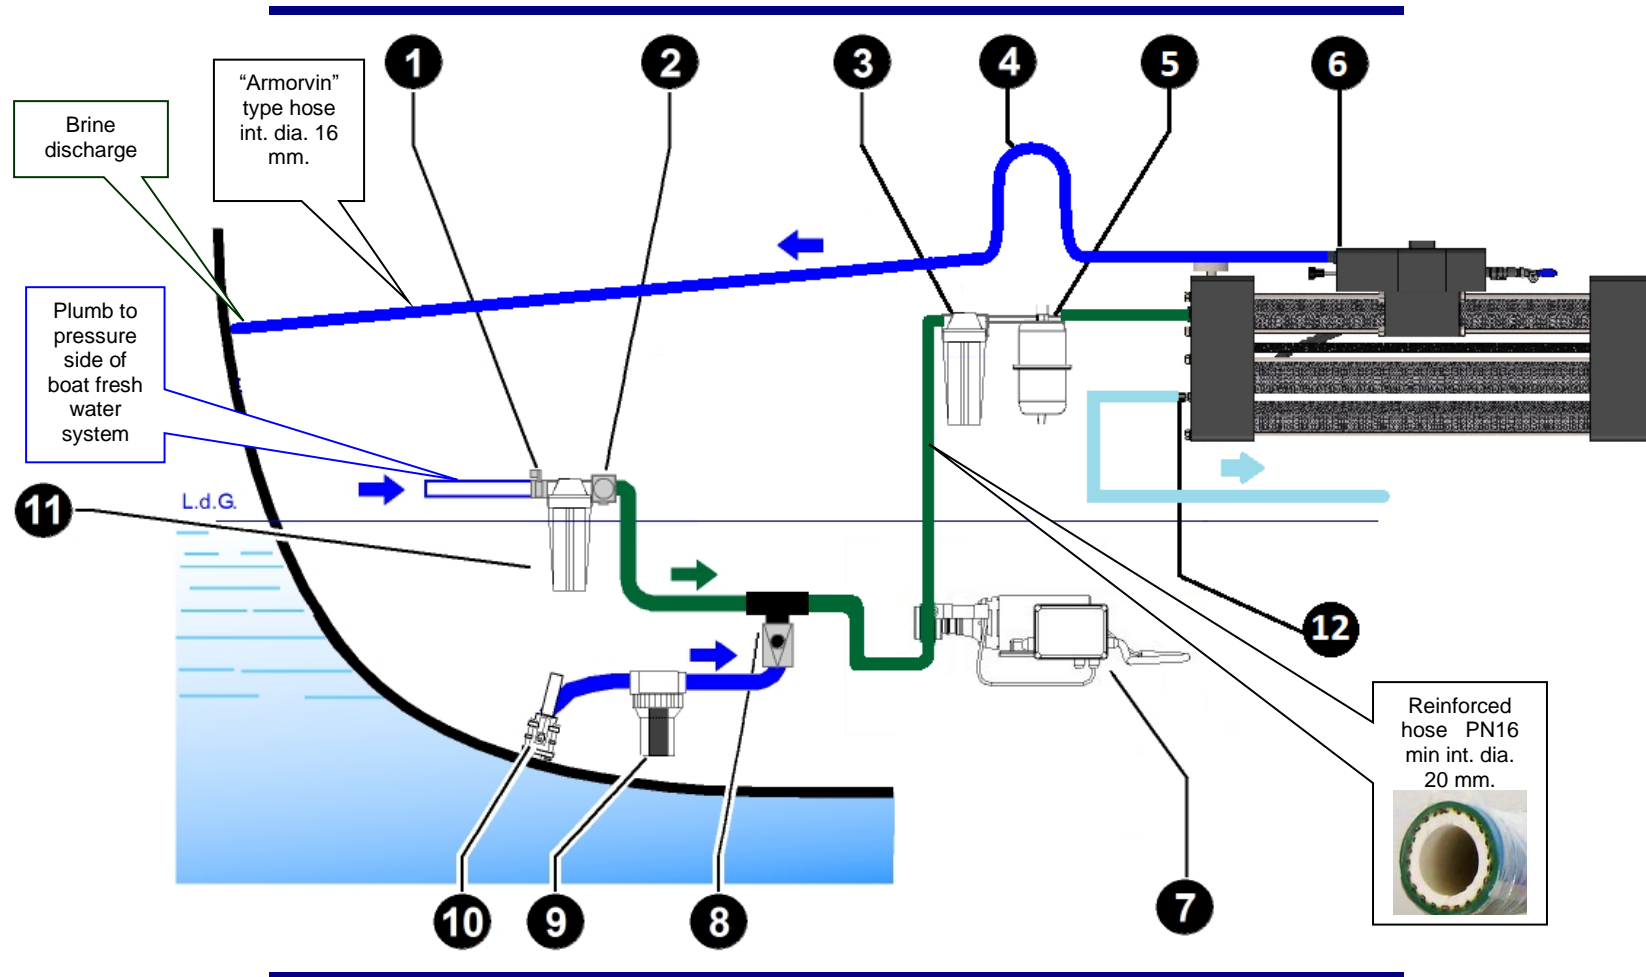 1
2
3
4
5
6
“Armorvin”
type hose
int. dia. 16
mm.
Brine
discharge
Plumb to
pressure
side of
boat fresh
water
system
L.d.G.
11
12
Reinforced
hose PN16
min int. dia.
20 mm.
10
9
8
7